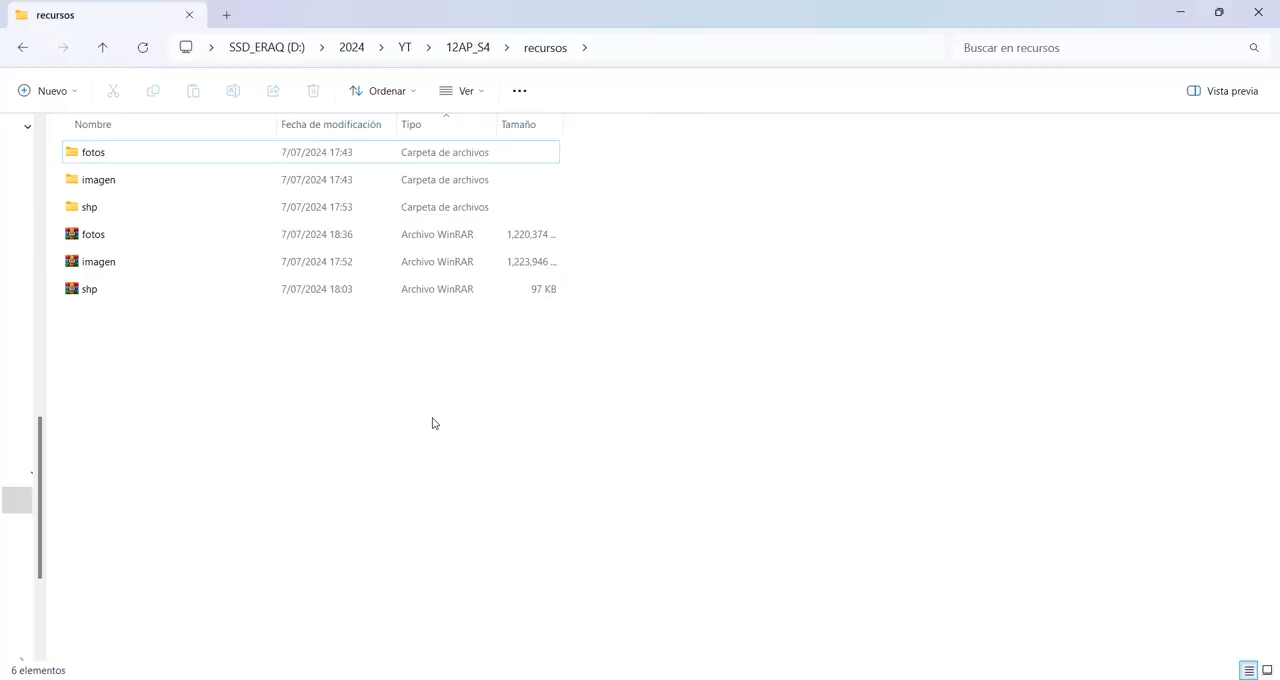 recursos
SSD_ERAQ (D:) 2024 YT 12AP_S4 recursos
Buscar en recursos
Nuevo Ordenar Ver Vista previa
Nombre Fecha de modificación Tipo Tamaño
fotos 7/07/2024 17:43 Carpeta de archivos
imagen 7/07/2024 17:43 Carpeta de archivos
shp 7/07/2024 17:53 Carpeta de archivos
fotos 7/07/2024 18:36 Archivo WinRAR 1,220,374 ...
imagen 7/07/2024 17:52 Archivo WinRAR 1,223,946 ...
shp 7/07/2024 18:03 Archivo WinRAR 97 KB
6 elementos